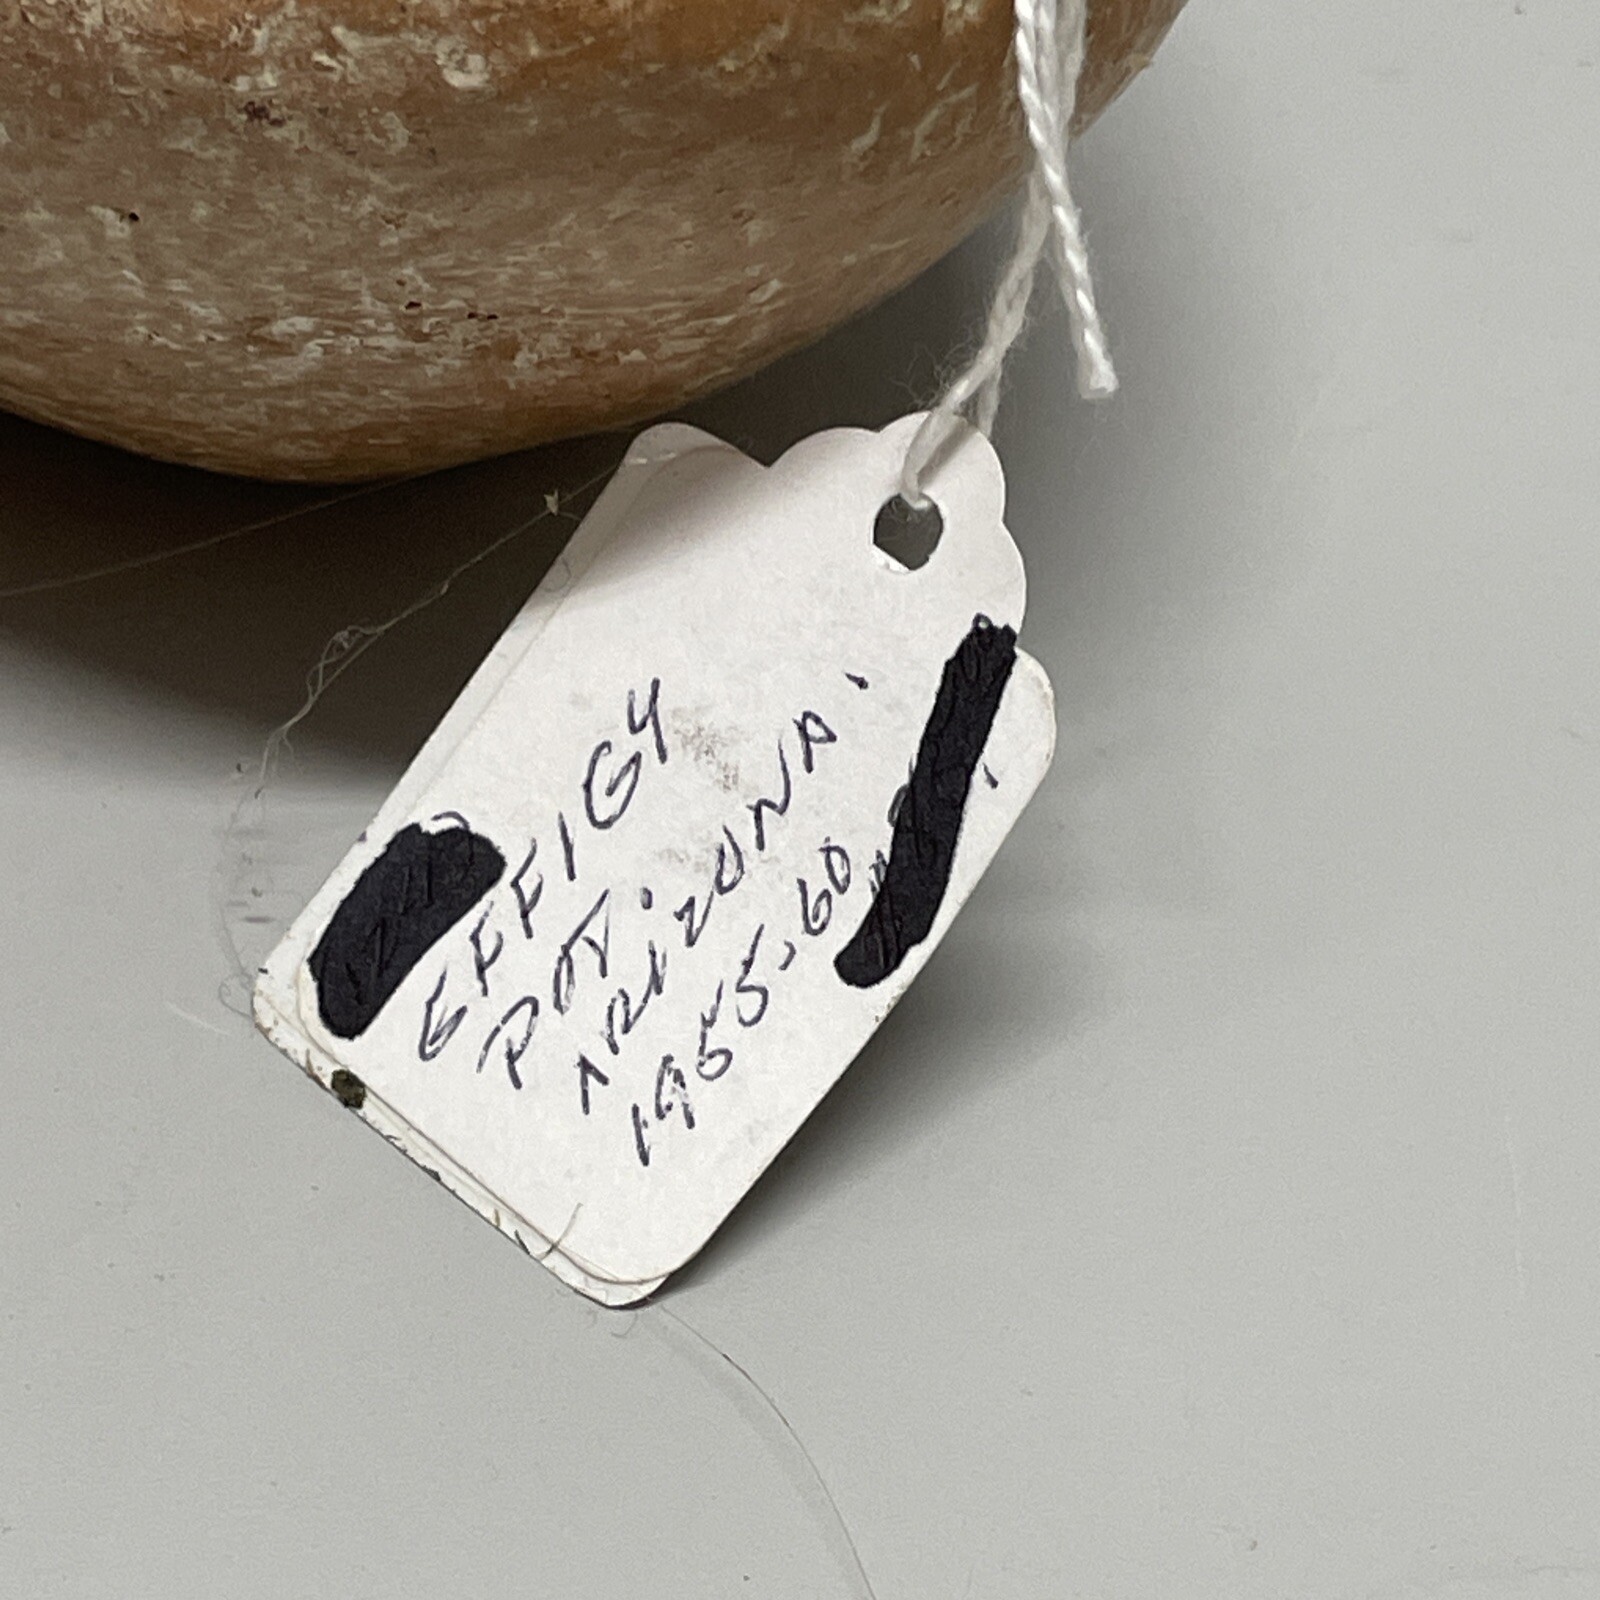 EFFIGY
POT.
ARIZONA.
1955-60